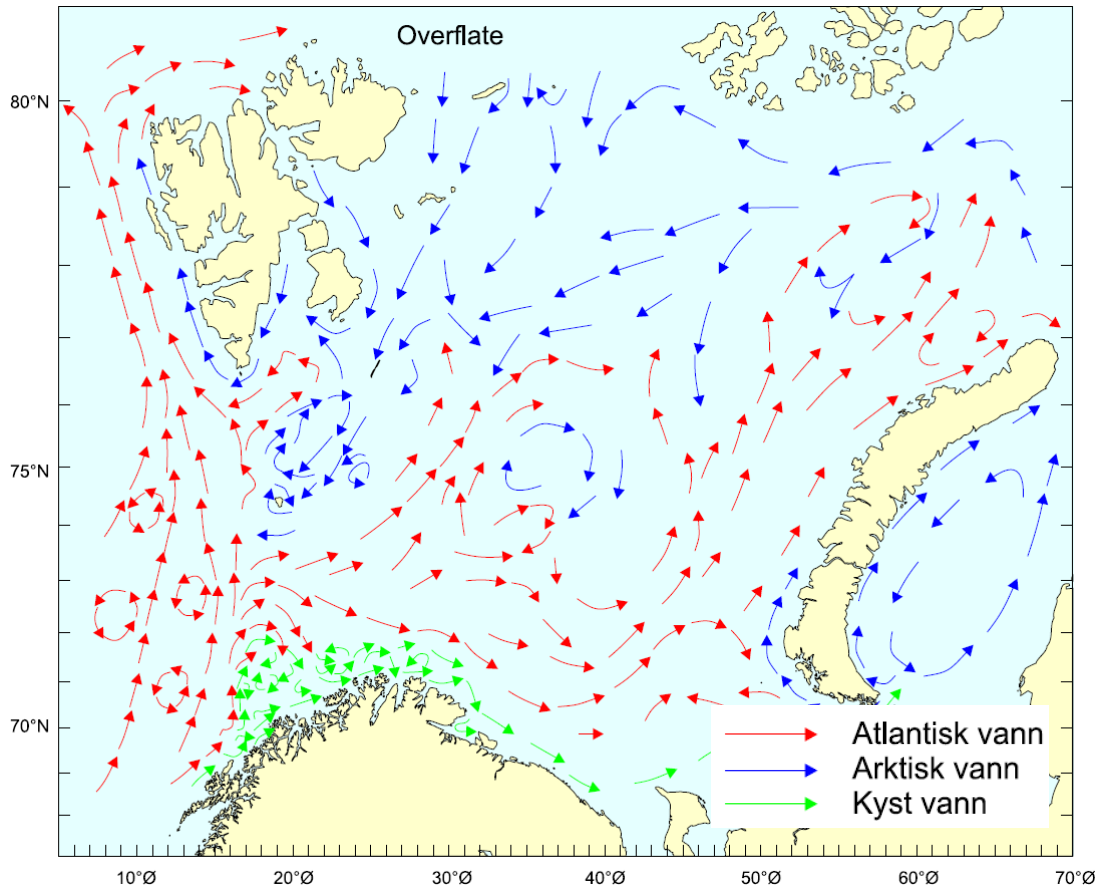 Overflate
80°N
75°N
70°N
Atlantisk vann
Arktisk vann
Kyst vann
10°Ø
20°Ø
30°Ø
40°Ø
50°Ø
60°Ø
70°Ø